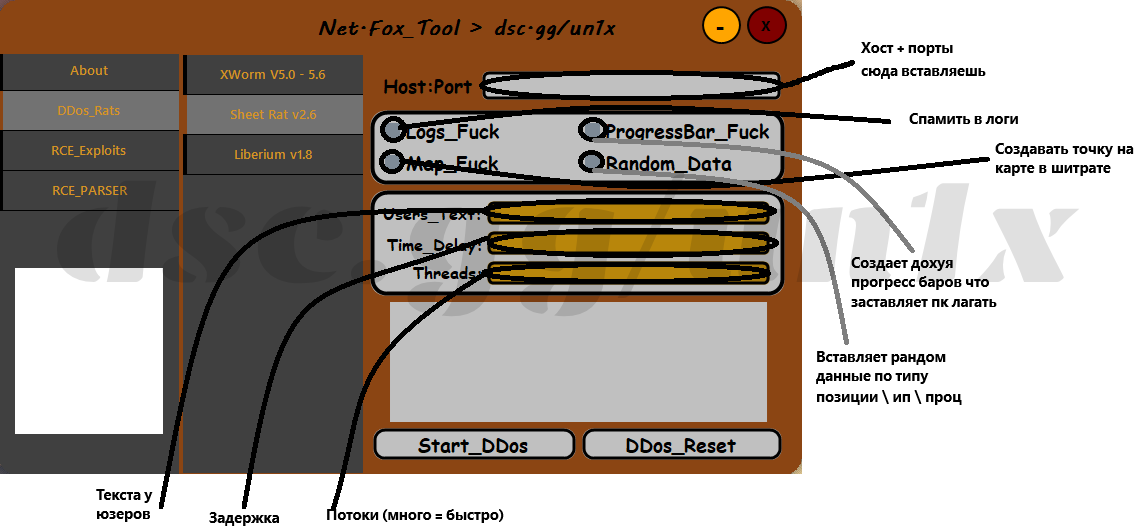 Net.Fox_Tool > dsc.gg/un1x
-
X
About
DDos_Rats
RCE_Exploits
RCE_PARSER
XWorm V5.0 - 5.6
Sheet Rat v2.6
Liberium v1.8
Host:Port
Logs_Fuck
ProgressBar_Fuck
Map_Fuck
Random_Data
Users_Text:
Time_Delay:
Threads:
Start_DDos
DDos_Reset
dsc.gg/un1x
Хост + порты
сюда вставляешь
Спамить в логи
Создавать точку на
карте в шитрате
Создает дохуя
прогресс баров что
заставляет пк лагать
Вставляет рандом
данные по типу
позиции \ ип \ проц
Текста у
юзеров
Задержка
Потоки (много = быстро)